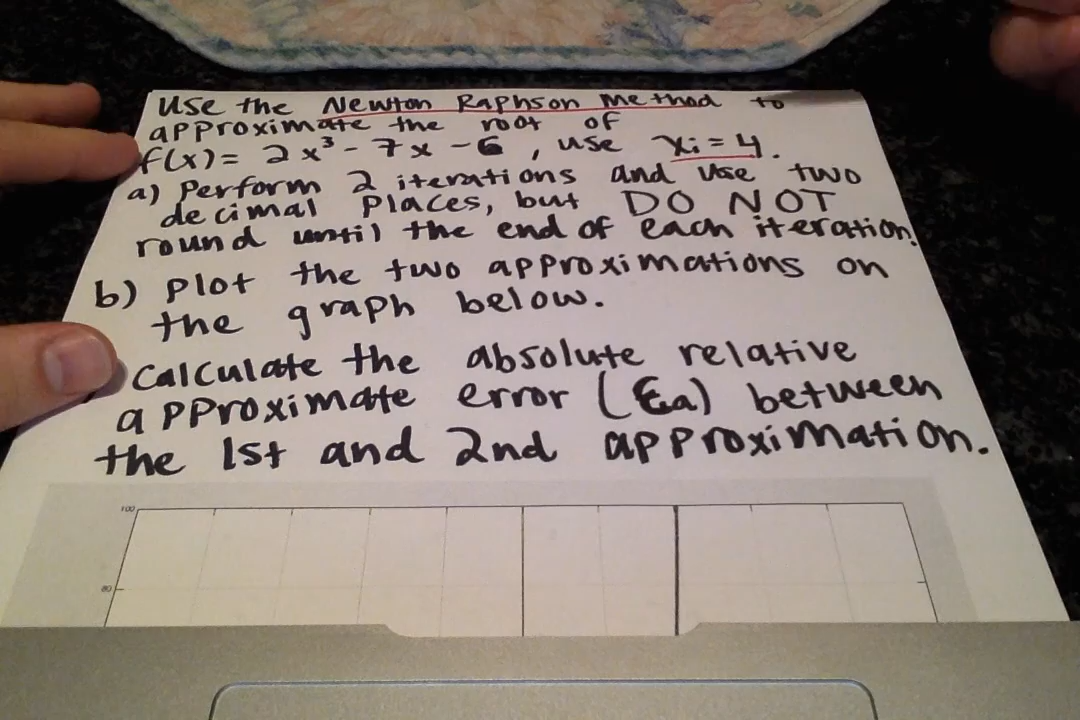 Use the Newton Raphson Method to
approximate the root of
f(x) = 2x³ - 7x - 6 , use xi = 4.
a) Perform 2 iterations and use two
decimal places, but DO NOT
round until the end of each iteration!
b) Plot the two approximations on
the graph below.
Calculate the absolute relative
approximate error (Ɛa) between
the 1st and 2nd approximation.
100
80